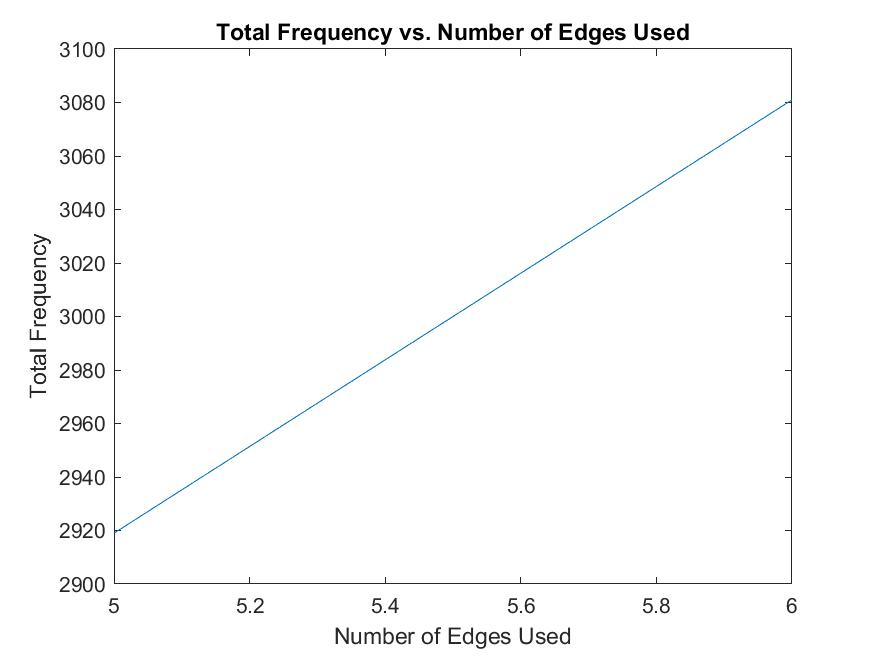 Total Frequency vs. Number of Edges Used
3100
3080
3060
3040
3020
3000
2980
2960
2940
2920
2900
Total Frequency
5 5.2 5.4 5.6 5.8 6
Number of Edges Used